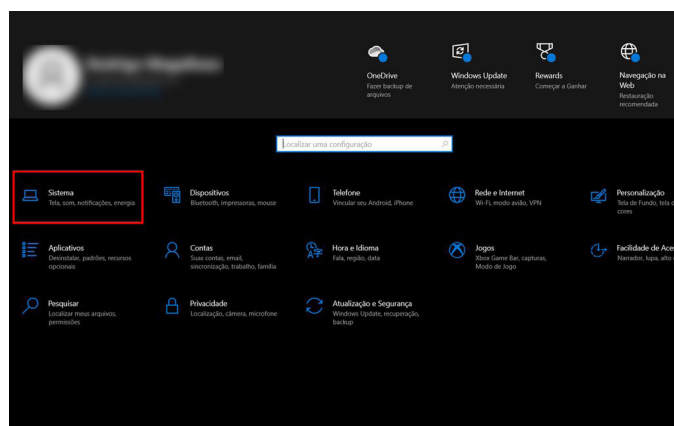 OneDrive
Fazer backup de
arquivos
Windows Update
Atenção necessária
Rewards
Começar a Ganhar
Navegação na
Web
Restauração
recomendada
Localizar uma configuração
Sistema
Tela, som, notificações, energia
Dispositivos
Bluetooth, impressoras, mouse
Telefone
Vincular seu Android, iPhone
Rede e Internet
Wi-Fi, modo avião, VPN
Personalização
Tela de Fundo, tela d
cores
Aplicativos
Desinstalar, padrões, recursos
opcionais
Contas
Suas contas, email,
sincronização, trabalho, família
Hora e Idioma
Fala, região, data
Jogos
Xbox Game Bar, capturas,
Modo de Jogo
Facilidade de Aces
Narrador, lupa, alto
Pesquisar
Localizar meus arquivos,
permissões
Privacidade
Localização, câmera, microfone
Atualização e Segurança
Windows Update, recuperação,
backup